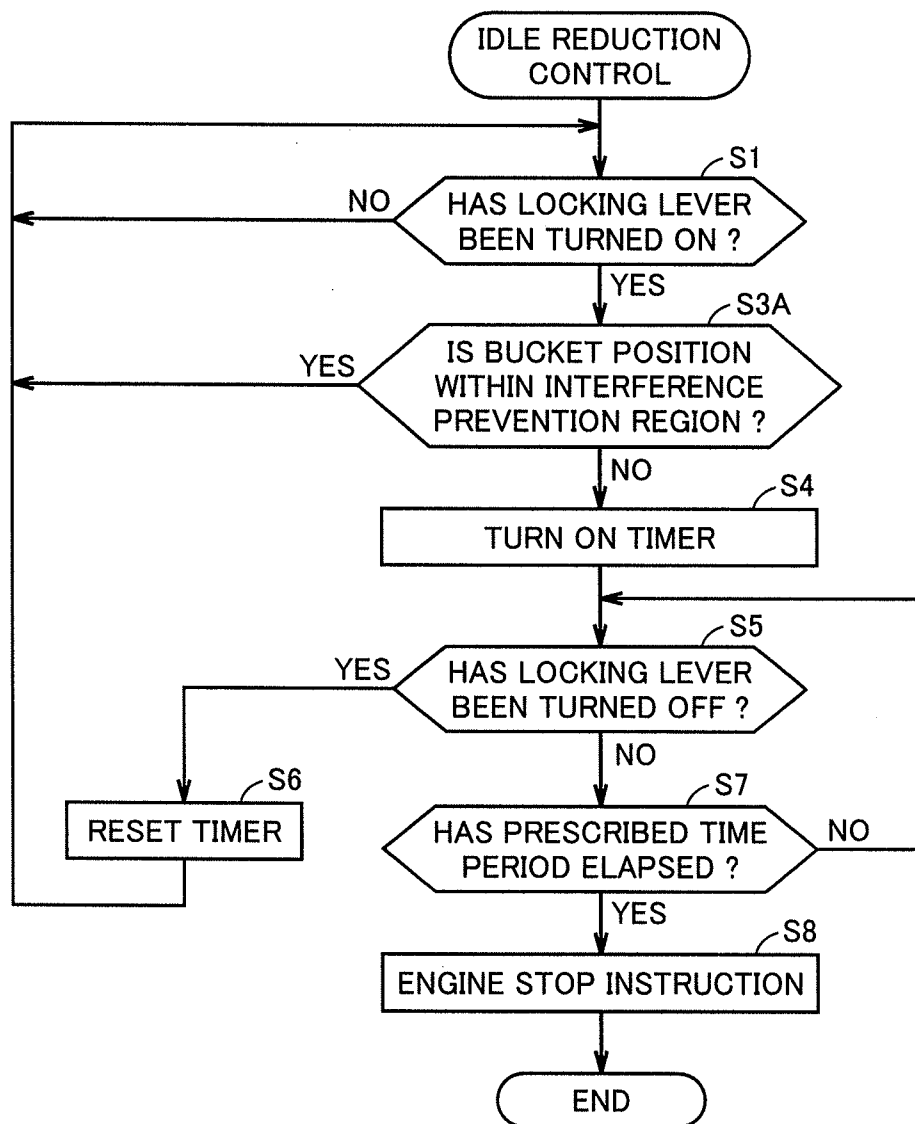 IDLE REDUCTION
CONTROL
S1
NO
HAS LOCKING LEVER
BEEN TURNED ON ?
YES
S3A
YES
IS BUCKET POSITION
WITHIN INTERFERENCE
PREVENTION REGION ?
NO
S4
TURN ON TIMER
S5
YES
HAS LOCKING LEVER
BEEN TURNED OFF ?
NO
S6
RESET TIMER
S7
HAS PRESCRIBED TIME
PERIOD ELAPSED ?
NO
YES
S8
ENGINE STOP INSTRUCTION
END